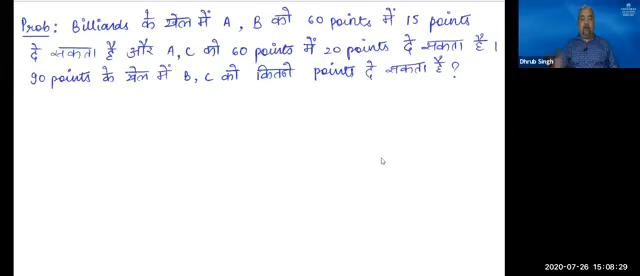 Prob: Billiards के खेल में A, B को 60 points में 15 points
दे सकता है और A, C को 60 points में 20 points दे सकता है।
90 points के खेल में B, C को कितने points दे सकता है?
Dhrub Singh
2020-07-26 15:08:29